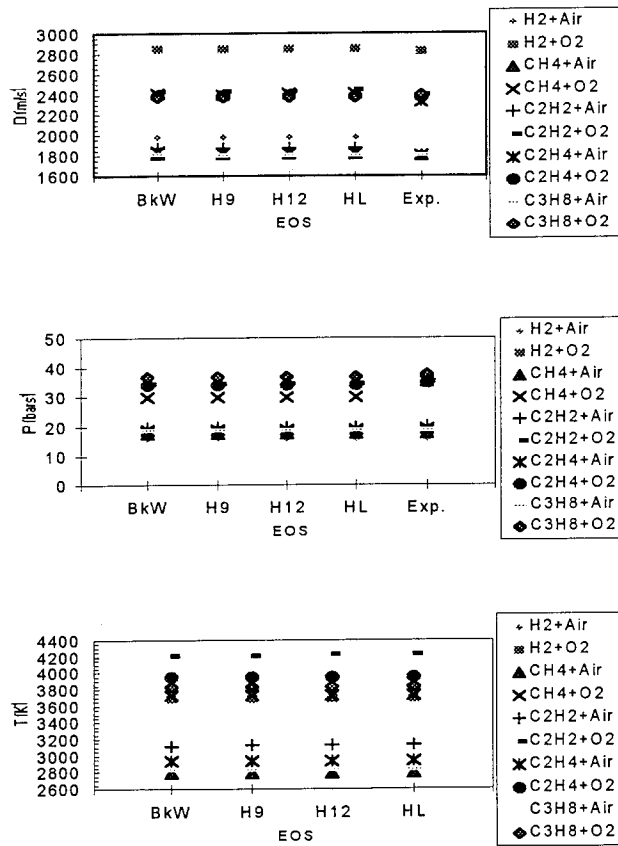 D [m/s]
3000
2800
2600
2400
2200
2000
1800
1600
BkW H9 H12 HL Exp.
EOS
H2+Air
H2+O2
CH4+Air
CH4+O2
C2H2+Air
C2H2+O2
C2H4+Air
C2H4+O2
C3H8+Air
C3H8+O2
P [bars]
50
40
30
20
10
0
BkW H9 H12 HL Exp.
EOS
H2+Air
H2+O2
CH4+Air
CH4+O2
C2H2+Air
C2H2+O2
C2H4+Air
C2H4+O2
C3H8+Air
C3H8+O2
T [K]
4400
4200
4000
3800
3600
3400
3200
3000
2800
2600
BkW H9 H12 HL
EOS
H2+Air
H2+O2
CH4+Air
CH4+O2
C2H2+Air
C2H2+O2
C2H4+Air
C2H4+O2
C3H8+Air
C3H8+O2